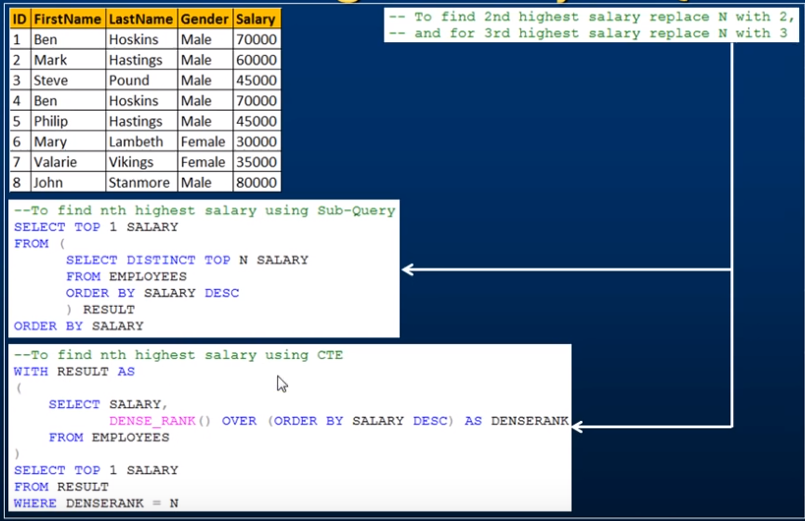 ID FirstName LastName Gender Salary
1 Ben Hoskins Male 70000
2 Mark Hastings Male 60000
3 Steve Pound Male 45000
4 Ben Hoskins Male 70000
5 Philip Hastings Male 45000
6 Mary Lambeth Female 30000
7 Valarie Vikings Female 35000
8 John Stanmore Male 80000
-- To find 2nd highest salary replace N with 2,
-- and for 3rd highest salary replace N with 3
--To find nth highest salary using Sub-Query
SELECT TOP 1 SALARY
FROM (
SELECT DISTINCT TOP N SALARY
FROM EMPLOYEES
ORDER BY SALARY DESC
) RESULT
ORDER BY SALARY
--To find nth highest salary using CTE
WITH RESULT AS
(
SELECT SALARY,
DENSE_RANK() OVER (ORDER BY SALARY DESC) AS DENSERANK
FROM EMPLOYEES
)
SELECT TOP 1 SALARY
FROM RESULT
WHERE DENSERANK = N